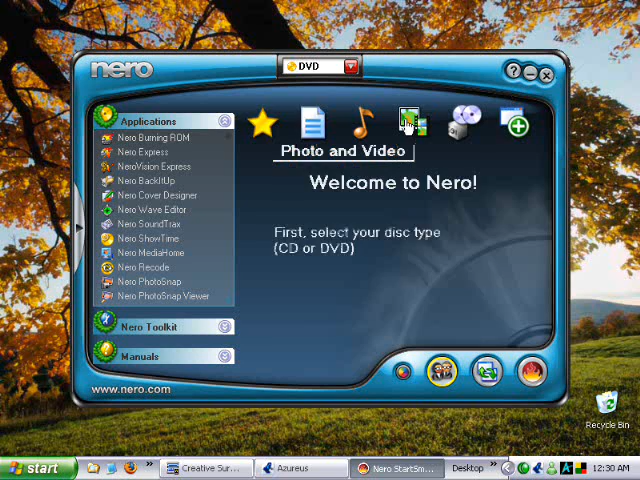 nero
DVD
?
Applications
Nero Burning ROM
Nero Express
NeroVision Express
Nero BackItUp
Nero Cover Designer
Nero Wave Editor
Nero SoundTrax
Nero ShowTime
Nero MediaHome
Nero Recode
Nero PhotoSnap
Nero PhotoSnap Viewer
Nero Toolkit
Manuals
Photo and Video
Welcome to Nero!
First, select your disc type
(CD or DVD)
www.nero.com
Recycle Bin
start
Creative Sur...
Azureus
Nero StartSm...
Desktop
12:30 AM